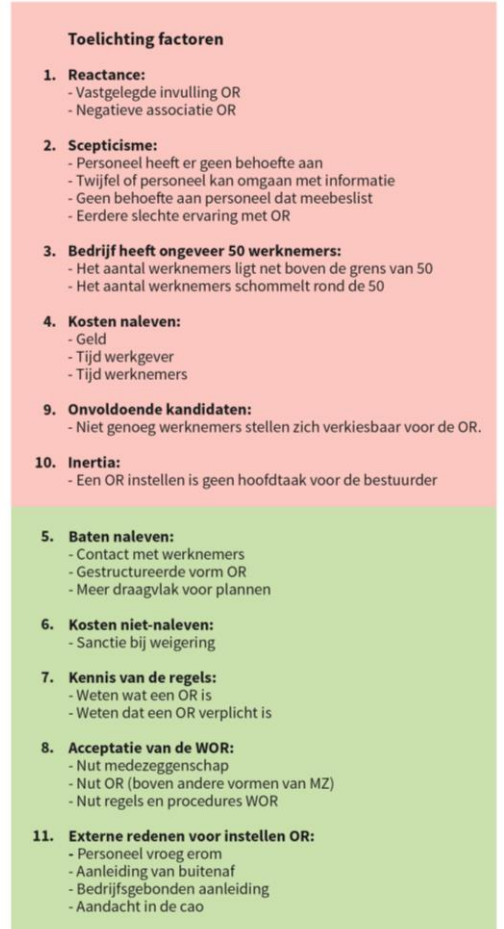 Toelichting factoren
1. Reactance:
- Vastgelegde invulling OR
- Negatieve associatie OR
2. Scepticisme:
- Personeel heeft er geen behoefte aan
- Twijfel of personeel kan omgaan met informatie
- Geen behoefte aan personeel dat meebeslist
- Eerdere slechte ervaring met OR
3. Bedrijf heeft ongeveer 50 werknemers:
- Het aantal werknemers ligt net boven de grens van 50
- Het aantal werknemers schommelt rond de 50
4. Kosten naleven:
- Geld
- Tijd werkgever
- Tijd werknemers
9. Onvoldoende kandidaten:
- Niet genoeg werknemers stellen zich verkiesbaar voor de OR.
10. Inertia:
- Een OR instellen is geen hoofdtaak voor de bestuurder
5. Baten naleven:
- Contact met werknemers
- Gestructureerde vorm OR
- Meer draagvlak voor plannen
6. Kosten niet-naleven:
- Sanctie bij weigering
7. Kennis van de regels:
- Weten wat een OR is
- Weten dat een OR verplicht is
8. Acceptatie van de WOR:
- Nut medezeggenschap
- Nut OR (boven andere vormen van MZ)
- Nut regels en procedures WOR
11. Externe redenen voor instellen OR:
- Personeel vroeg erom
- Aanleiding van buitenaf
- Bedrijfsgebonden aanleiding
- Aandacht in de cao